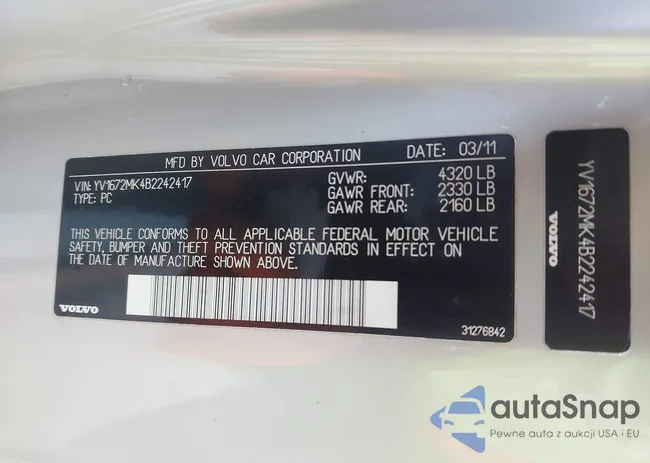 MFD BY VOLVO CAR CORPORATION DATE: 03/11
VIN: YV1672MK4B2242417
TYPE: PC
GVWR: 4320 LB
GAWR FRONT: 2330 LB
GAWR REAR: 2160 LB
THIS VEHICLE CONFORMS TO ALL APPLICABLE FEDERAL MOTOR VEHICLE
SAFETY, BUMPER AND THEFT PREVENTION STANDARDS IN EFFECT ON
THE DATE OF MANUFACTURE SHOWN ABOVE.
VOLVO
31276842
YV1672MK4B2242417
VOLVO
autaSnap
Pewne auta z aukcji USA i EU